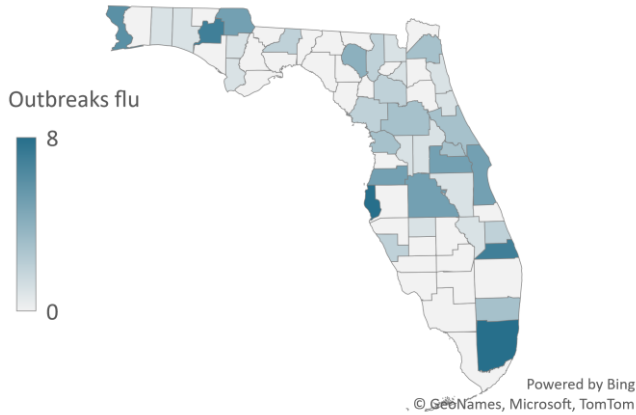 Outbreaks flu
8
0
Powered by Bing
© GeoNames, Microsoft, TomTom